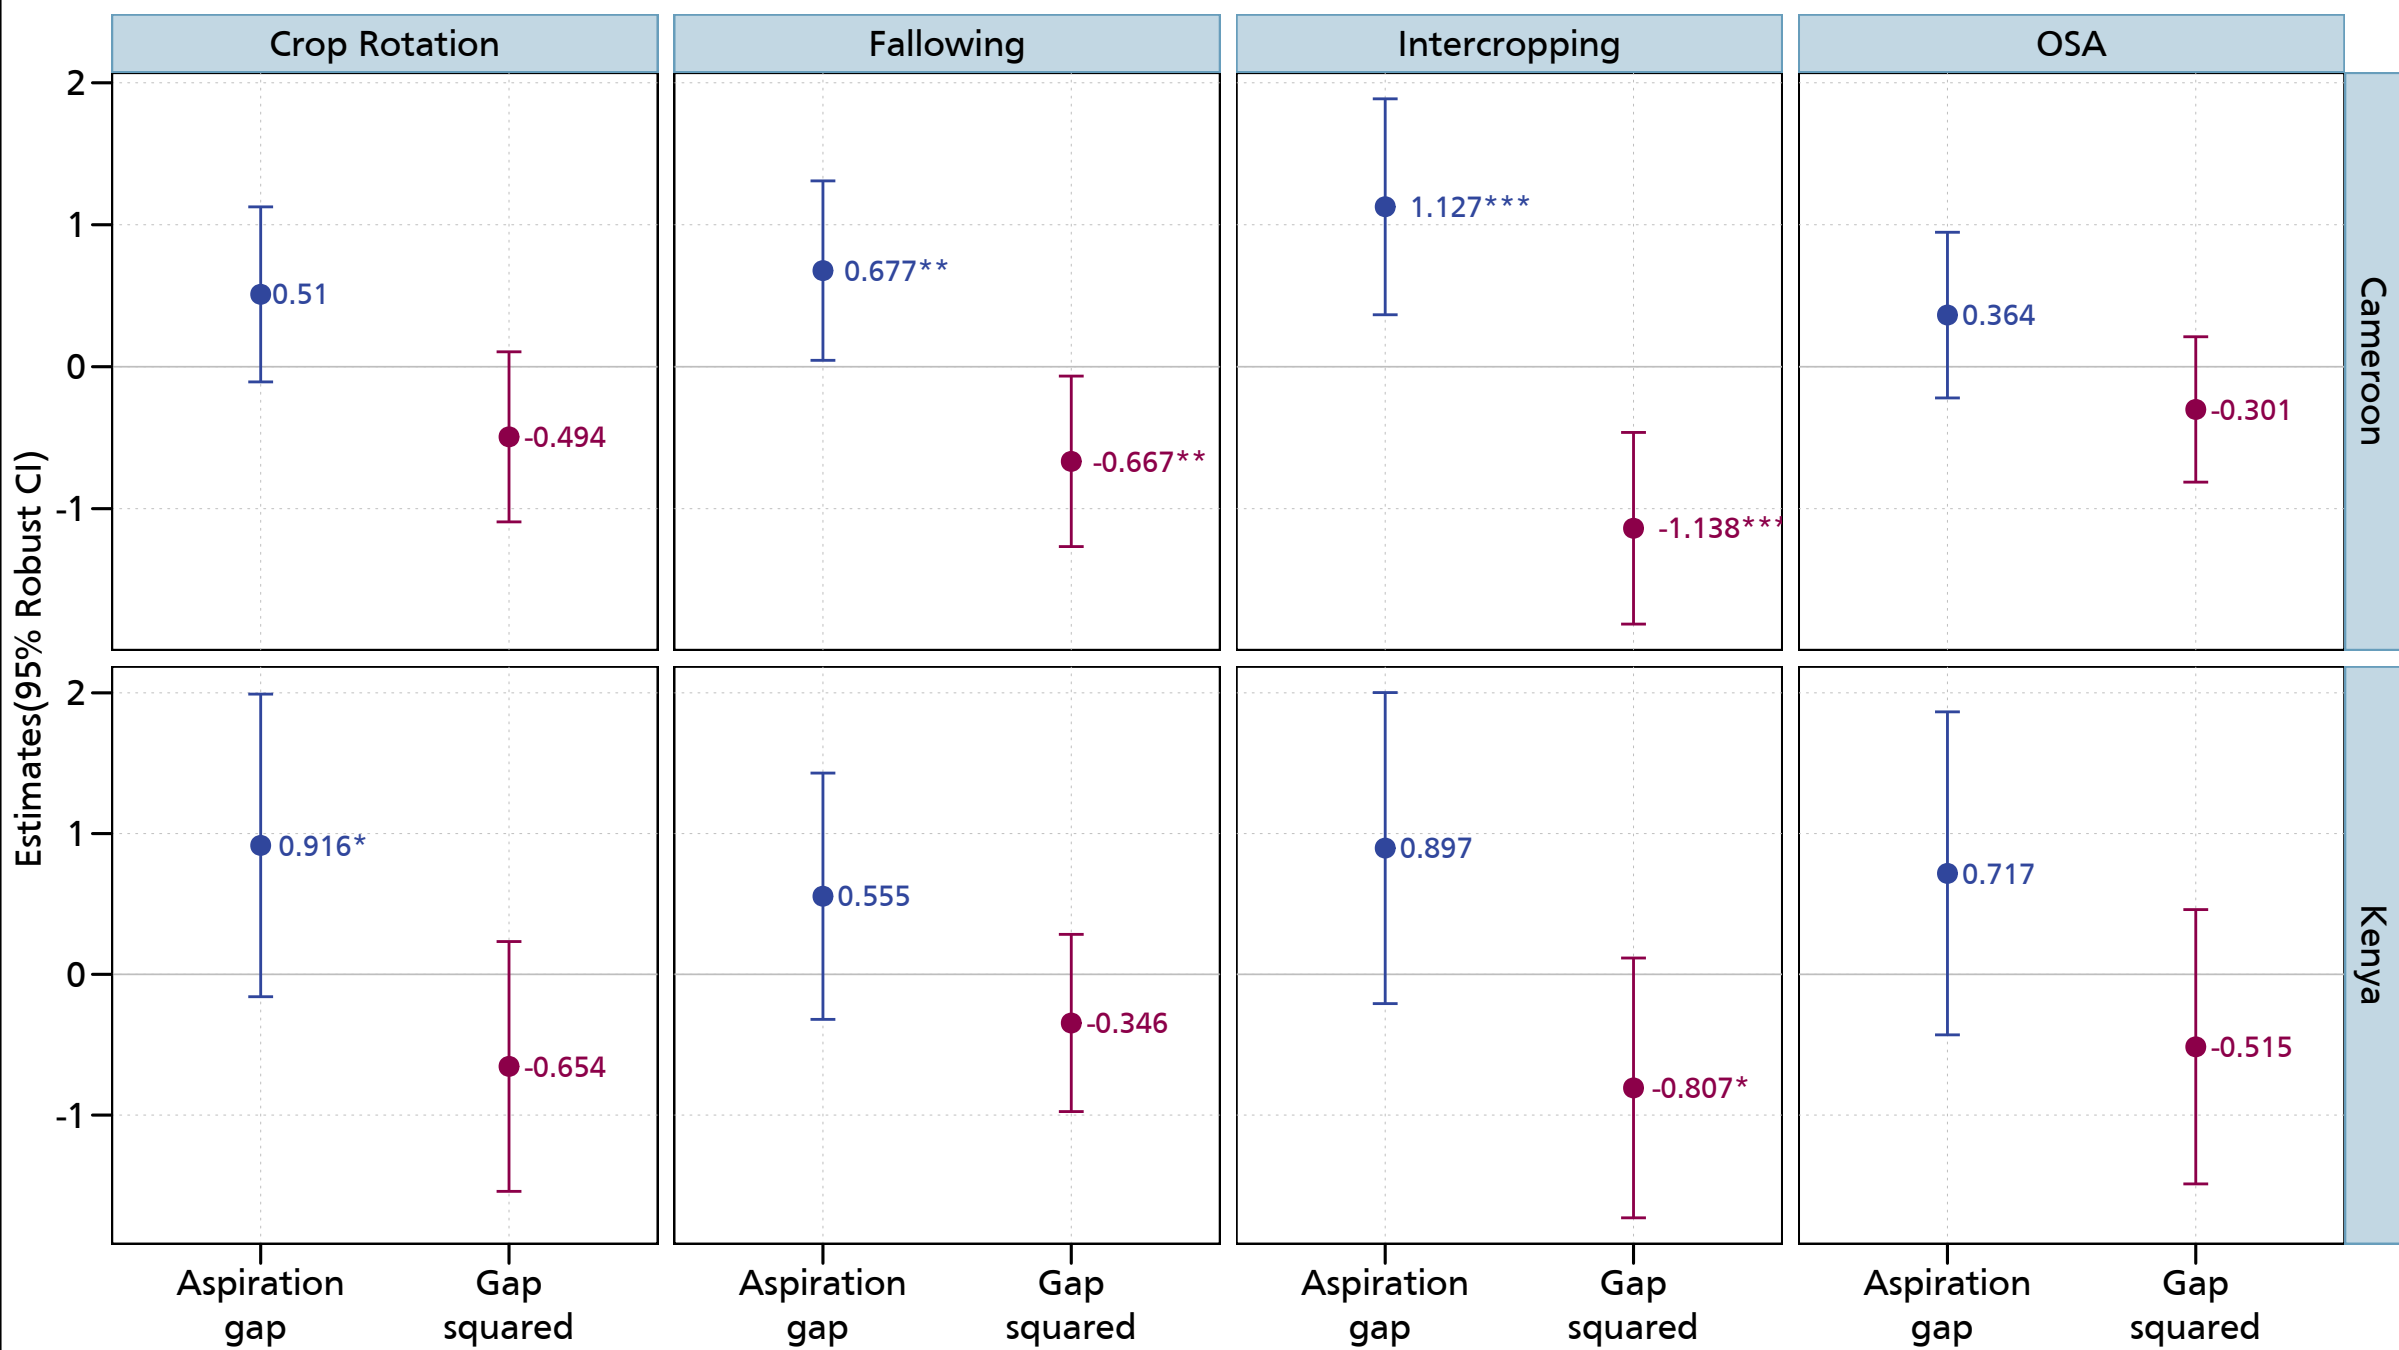 Crop Rotation
Fallowing
Intercropping
OSA
Estimates(95% Robust CI)
2
1
0
-1
0.51
-0.494
0.677**
-0.667**
1.127***
-1.138***
0.364
-0.301
Cameroon
2
1
0
-1
0.916*
-0.654
0.555
-0.346
0.897
-0.807*
0.717
-0.515
Kenya
Aspiration
gap
Gap
squared
Aspiration
gap
Gap
squared
Aspiration
gap
Gap
squared
Aspiration
gap
Gap
squared